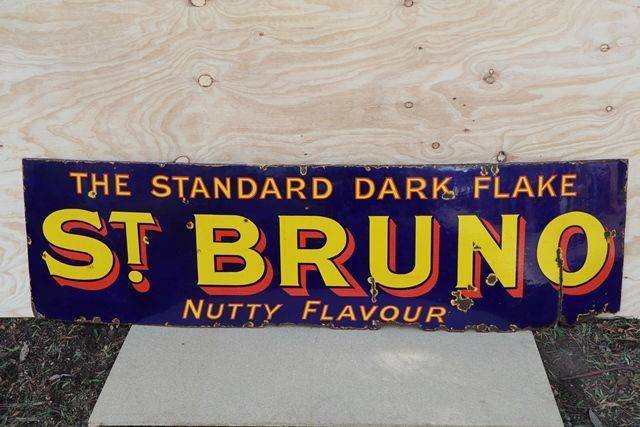 THE STANDARD DARK FLAKE
ST. BRUNO
NUTTY FLAVOUR